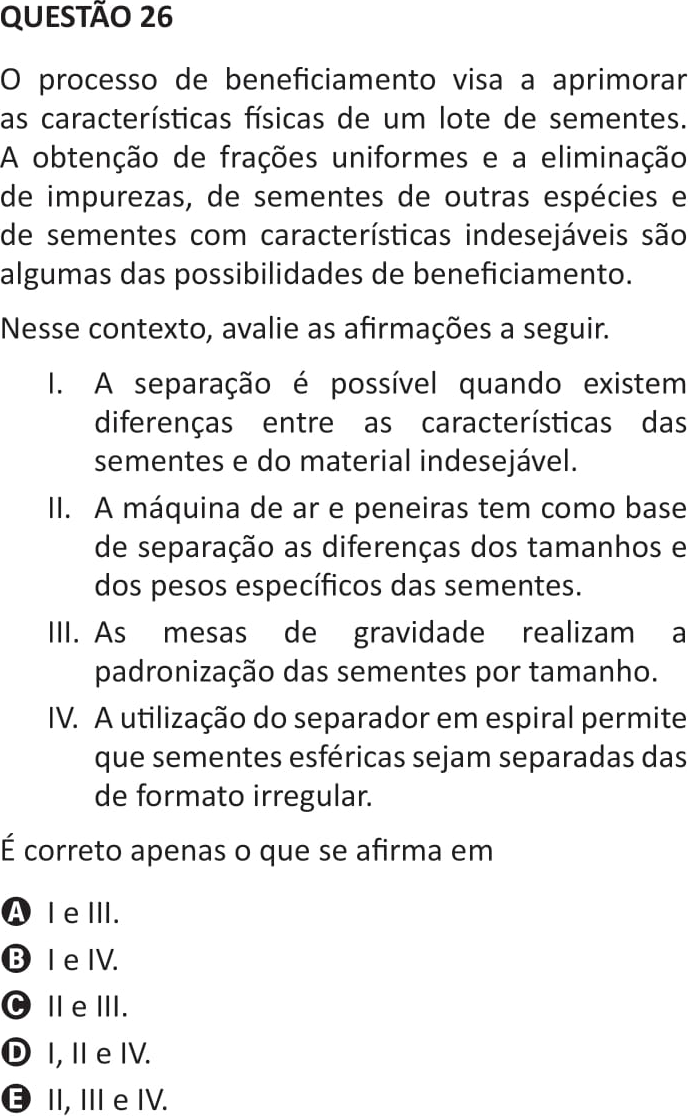 QUESTÃO 26
O processo de beneficiamento visa a aprimorar
as características físicas de um lote de sementes.
A obtenção de frações uniformes e a eliminação
de impurezas, de sementes de outras espécies e
de sementes com características indesejáveis são
algumas das possibilidades de beneficiamento.
Nesse contexto, avalie as afirmações a seguir.
I. A separação é possível quando existem
diferenças entre as características das
sementes e do material indesejável.
II. A máquina de ar e peneiras tem como base
de separação as diferenças dos tamanhos e
dos pesos específicos das sementes.
III. As mesas de gravidade realizam a
padronização das sementes por tamanho.
IV. A utilização do separador em espiral permite
que sementes esféricas sejam separadas das
de formato irregular.
É correto apenas o que se afirma em
A I e III.
B I e IV.
C II e III.
D I, II e IV.
E II, III e IV.